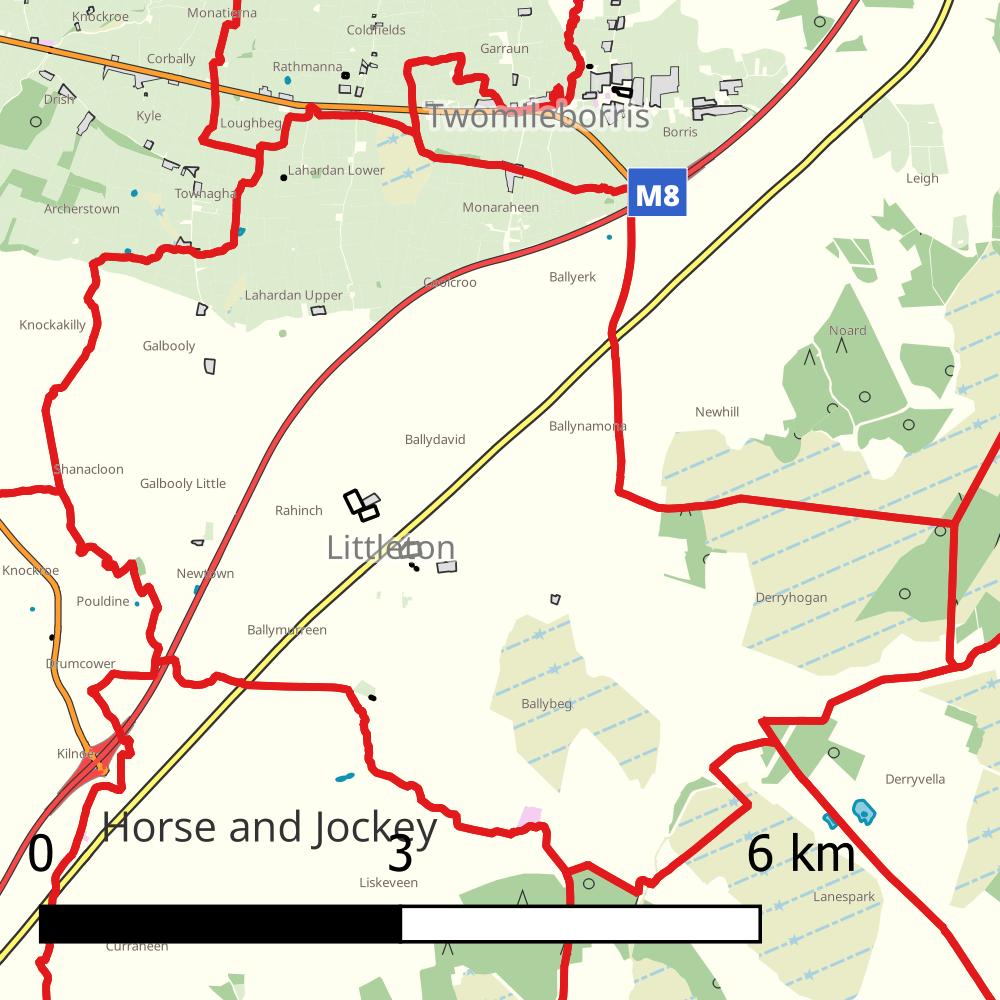 Monatierna
Knockroe
Coldfields
Garraun
Corbally
Rathmanna
Drish
Kyle
Loughbeg
Twomileborris
Borris
Lahardan Lower
Leigh
Townagha
M8
Archerstown
Monaraheen
Coolcroo
Ballyerk
Lahardan Upper
Knockakilly
Noard
Galbooly
Newhill
Ballynamona
Ballydavid
Shanacloon
Galbooly Little
Rahinch
Littleton
Knockroe
Newtown
Pouldine
Derryhogan
Ballymurreen
Drumcower
Ballybeg
Kilnoe
Derryvella
Horse and Jockey
0 3 6 km
Liskeveen
Lanespark
Curraheen